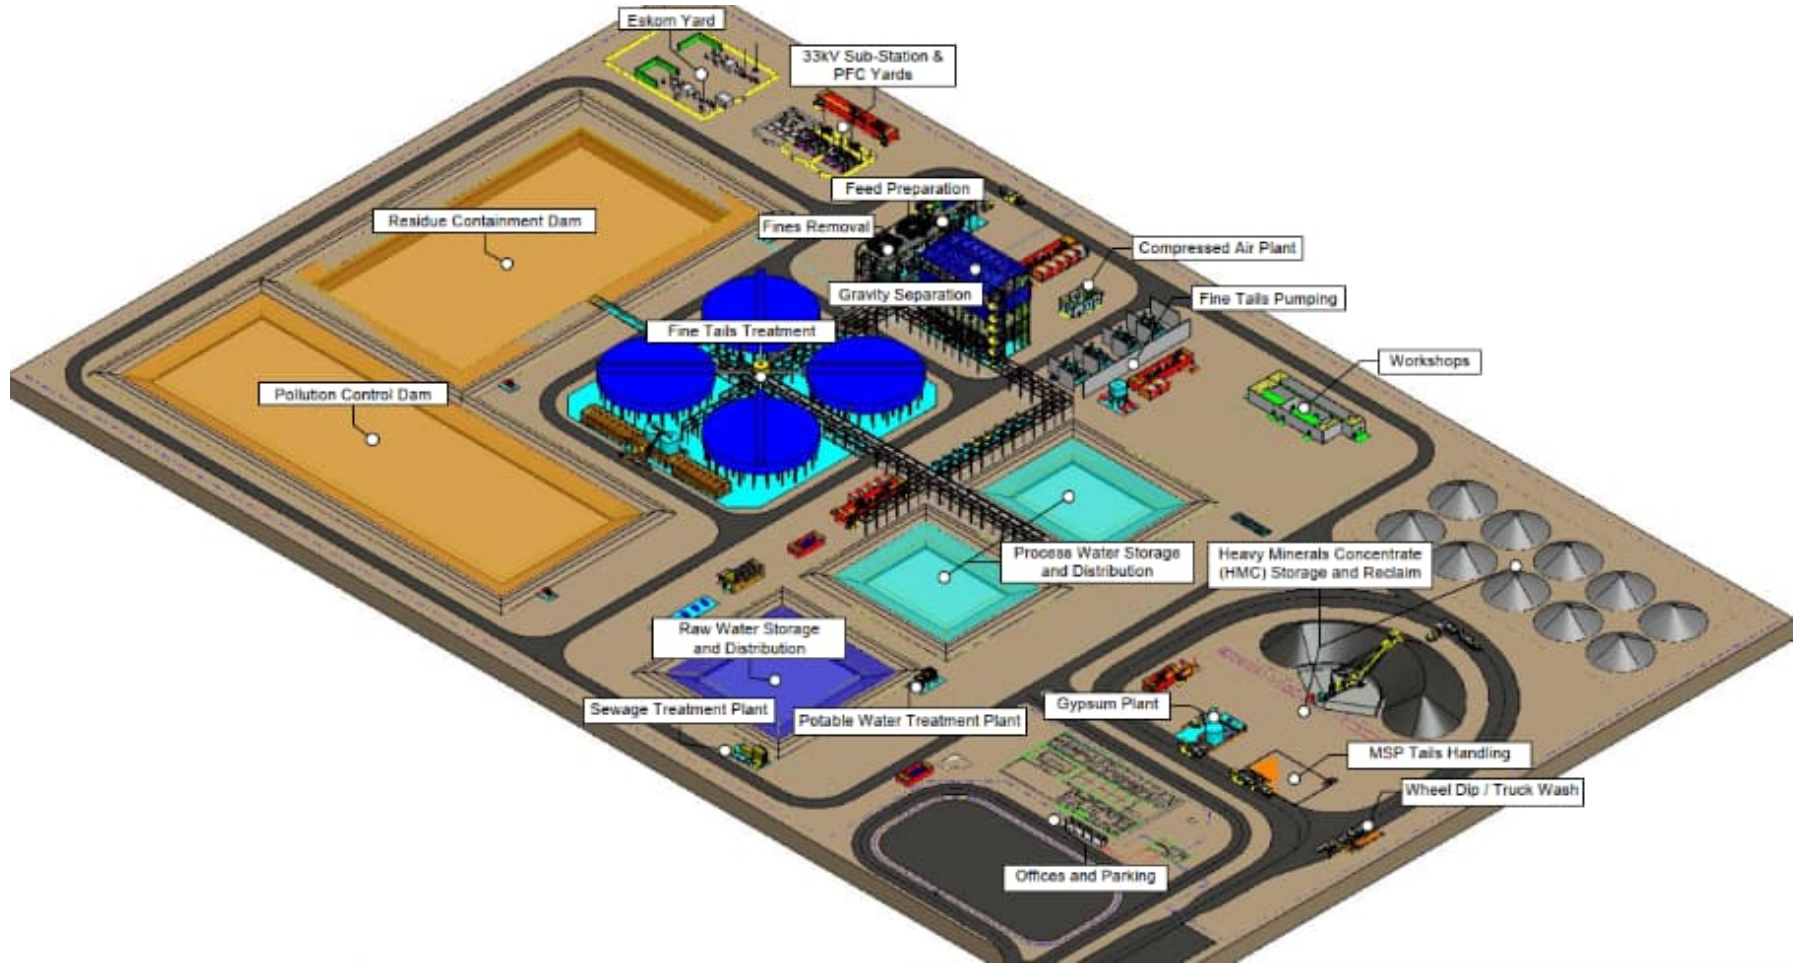 Eskom Yard
33kV Sub-Station &
PFC Yards
Feed Preparation
Residue Containment Dam
Fines Removal
Compressed Air Plant
Gravity Separation
Fine Tails Pumping
Fine Tails Treatment
Workshops
Pollution Control Dam
Process Water Storage
and Distribution
Heavy Minerals Concentrate
(HMC) Storage and Reclaim
Raw Water Storage
and Distribution
Sewage Treatment Plant
Potable Water Treatment Plant
Gypsum Plant
MSP Tails Handling
Wheel Dip / Truck Wash
Offices and Parking